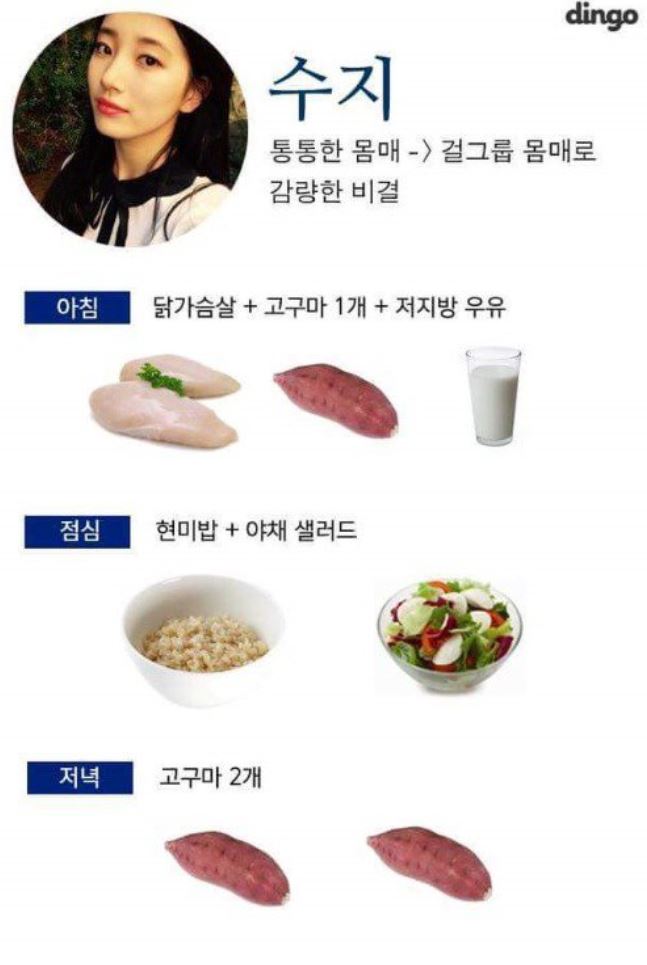 dingo
수지
통통한 몸매 -> 걸그룹 몸매로
감량한 비결
아침 닭가슴살 + 고구마 1개 + 저지방 우유
점심 현미밥 + 야채 샐러드
저녁 고구마 2개